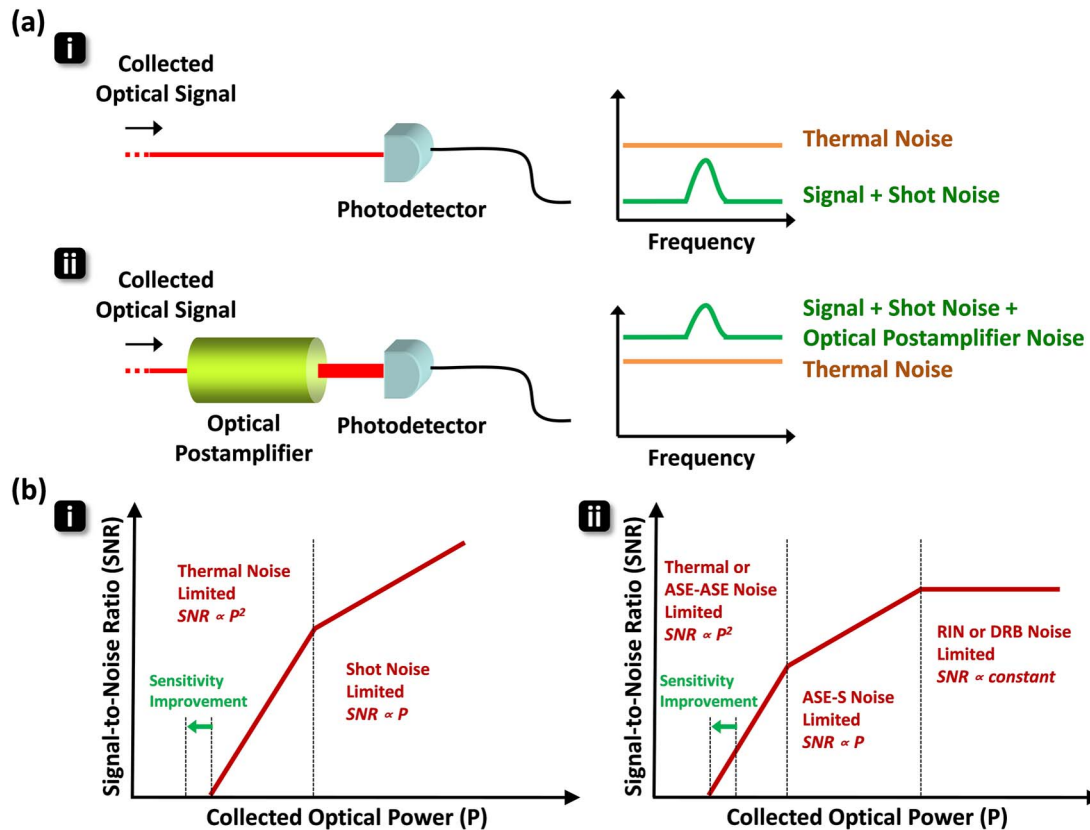 (a)
i
Collected
Optical Signal
Photodetector
Thermal Noise
Signal + Shot Noise
Frequency
ii
Collected
Optical Signal
Optical
Postamplifier
Photodetector
Signal + Shot Noise +
Optical Postamplifier Noise
Thermal Noise
Frequency
(b)
i
Signal-to-Noise Ratio (SNR)
Thermal Noise
Limited
SNR ∝ P²
Sensitivity
Improvement
Shot Noise
Limited
SNR ∝ P
Collected Optical Power (P)
ii
Signal-to-Noise Ratio (SNR)
Thermal or
ASE-ASE Noise
Limited
SNR ∝ P²
Sensitivity
Improvement
ASE-S Noise
Limited
SNR ∝ P
RIN or DRB Noise
Limited
SNR ∝ constant
Collected Optical Power (P)